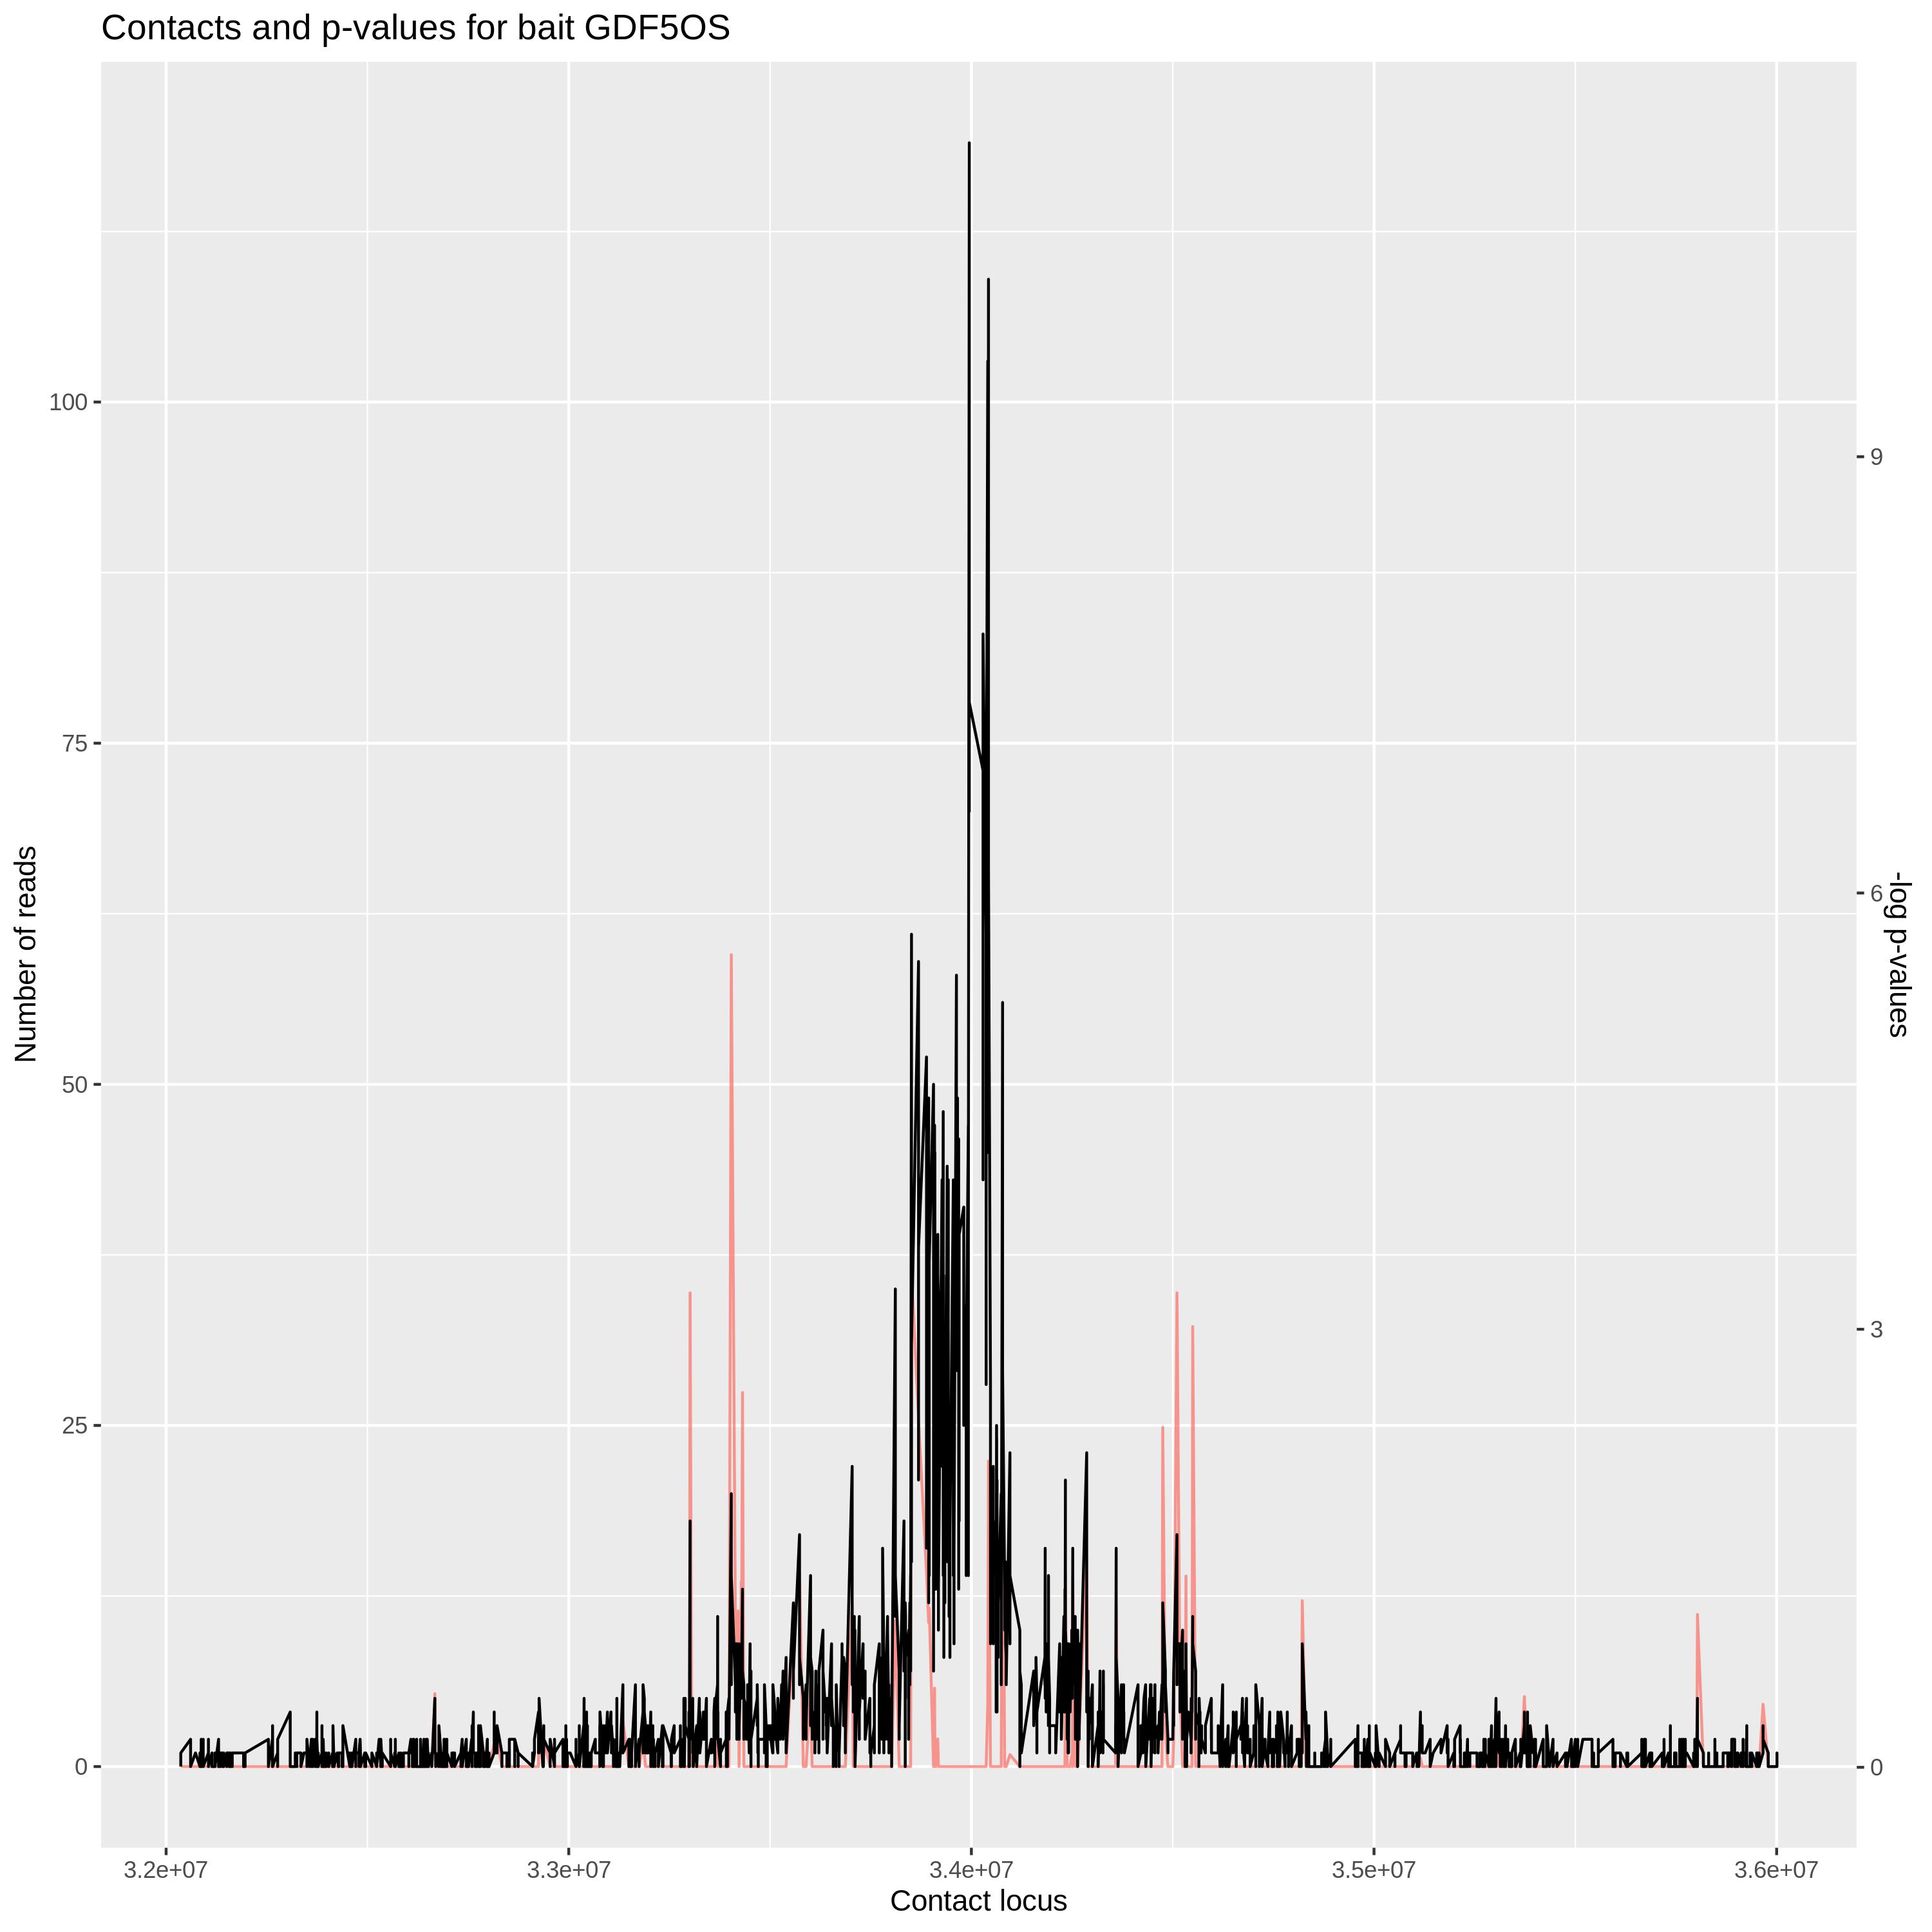 Contacts and p-values for bait GDF5OS
Number of reads
100
75
50
25
0
9
6
3
0
-log p-values
3.2e+07 3.3e+07 3.4e+07 3.5e+07 3.6e+07
Contact locus